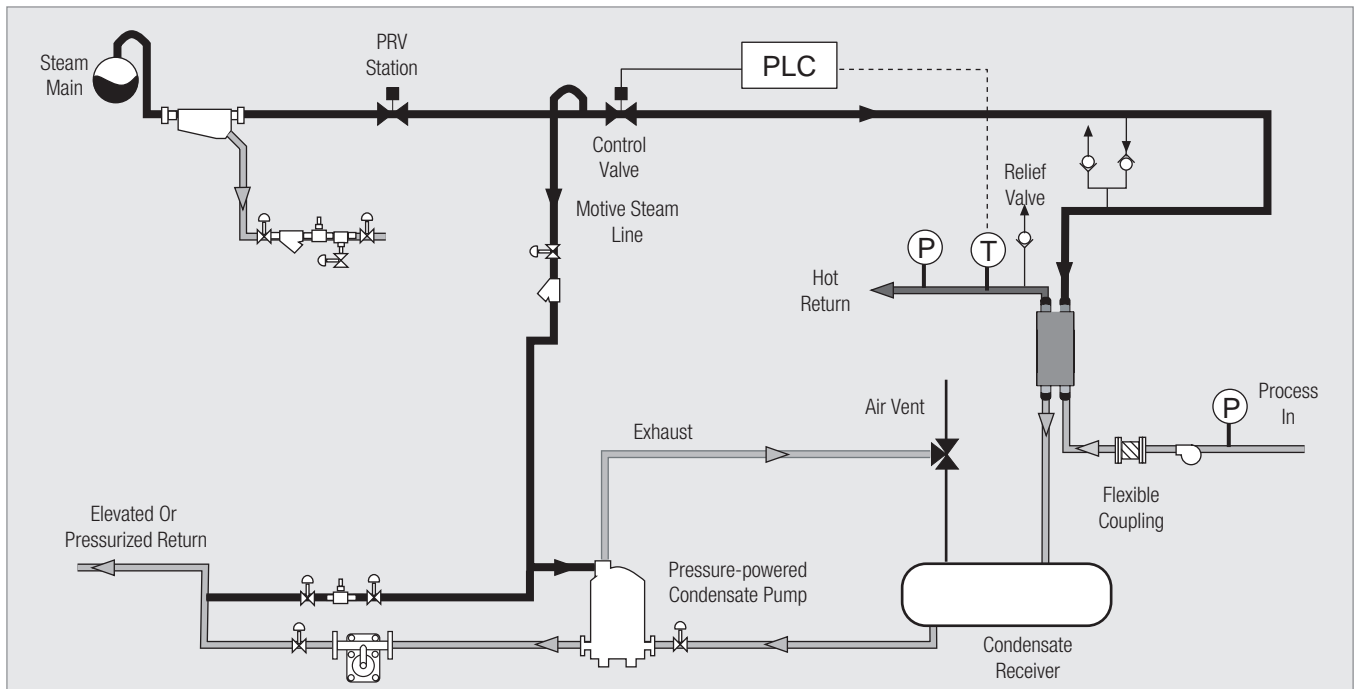 Steam
Main
PRV
Station
PLC
Control
Valve
Motive Steam
Line
Relief
Valve
P
T
Hot
Return
Air Vent
P
Process
In
Exhaust
Flexible
Coupling
Elevated Or
Pressurized Return
Pressure-powered
Condensate Pump
Condensate
Receiver